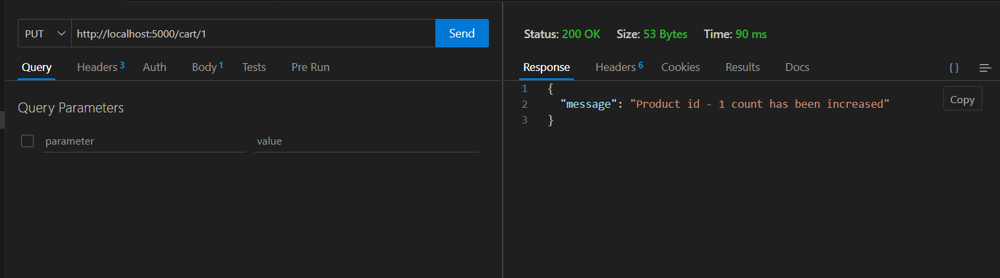 PUT http://localhost:5000/cart/1 Send
Query Headers 3 Auth Body 1 Tests Pre Run
Query Parameters
parameter value
Status: 200 OK Size: 53 Bytes Time: 90 ms
Response Headers 6 Cookies Results Docs { }
1 {
2 "message": "Product id - 1 count has been increased"
3 }
Copy